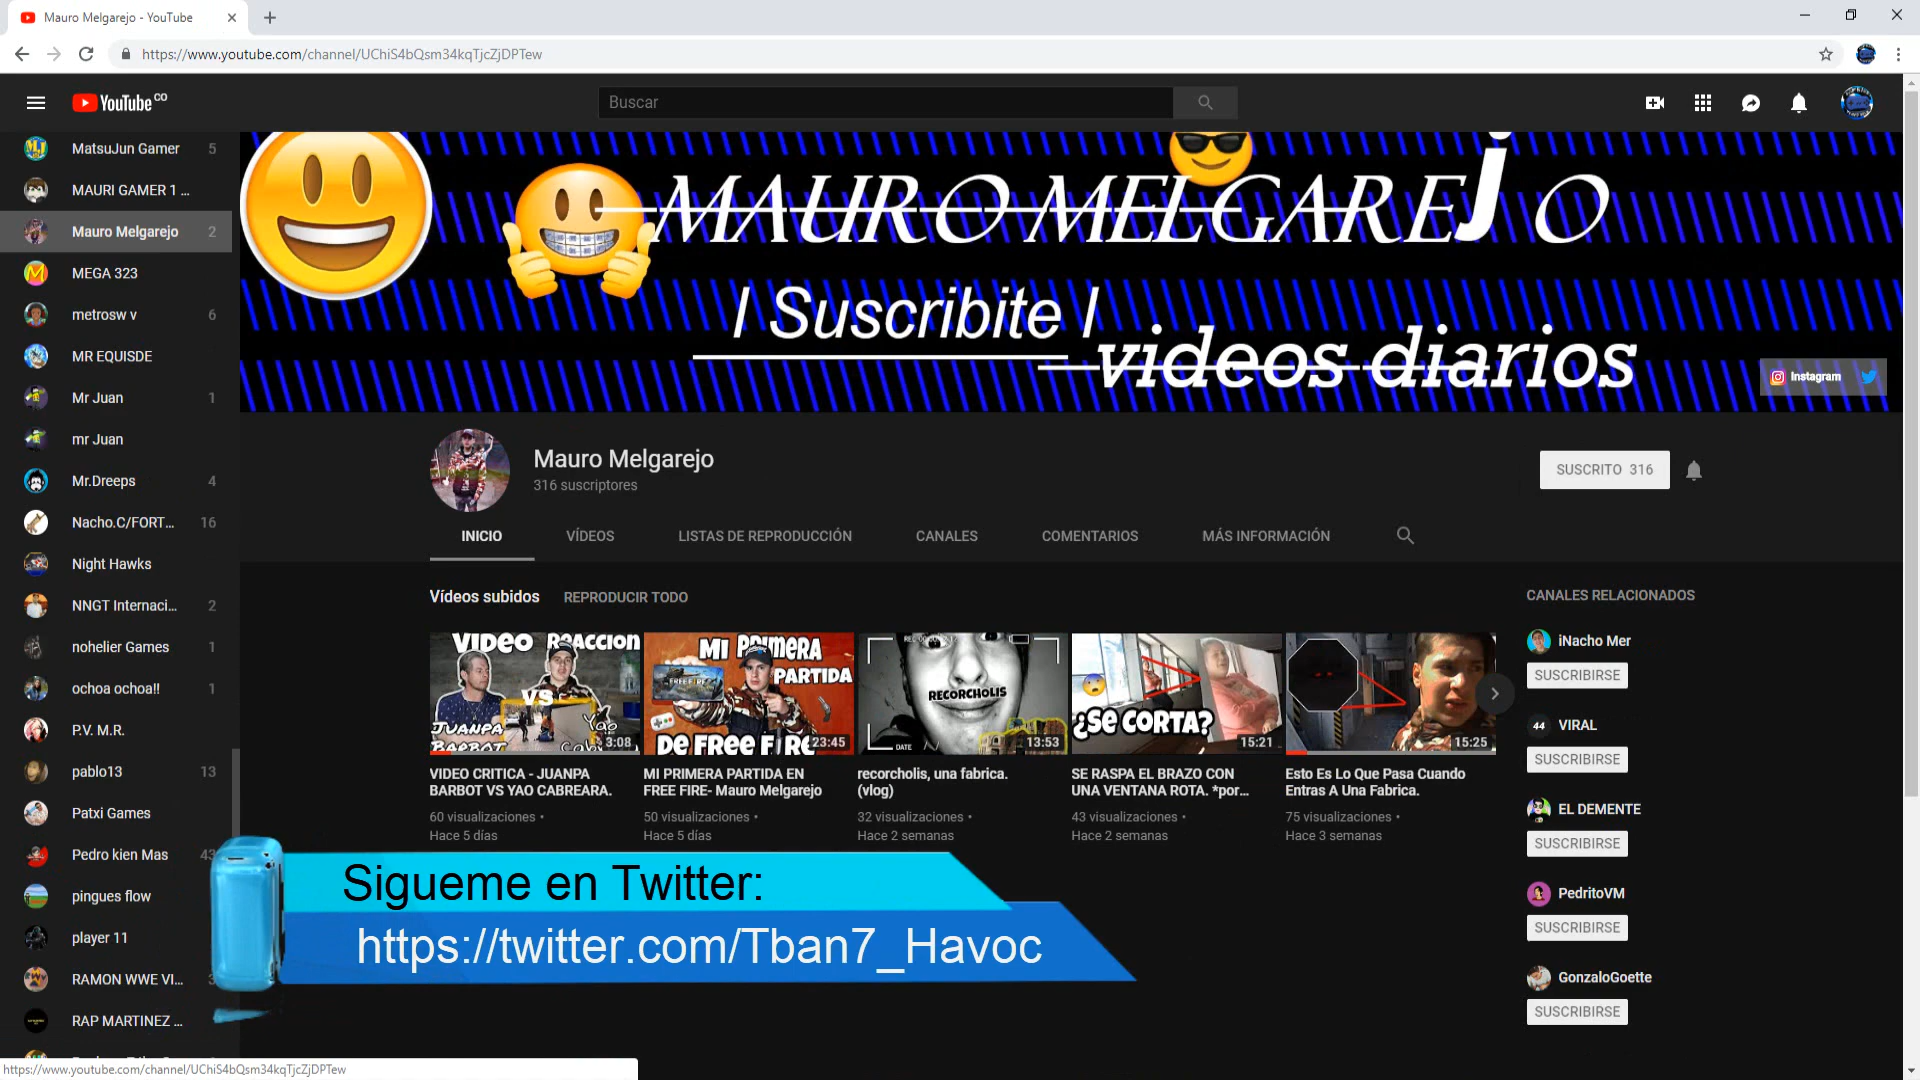 Mauro Melgarejo - YouTube
https://www.youtube.com/channel/UChiS4bQsm34kqTjcZjDPTew
YouTube CO
Buscar
MatsuJun Gamer 5
MAURI GAMER 1 ...
Mauro Melgarejo 2
MEGA 323
metrosw v 6
MR EQUISDE
Mr Juan 1
mr Juan
Mr.Dreeps 4
Nacho.C/FORT... 16
Night Hawks
NNGT Internaci... 2
nohelier Games 1
ochoa ochoa!! 1
P.V. M.R.
pablo13 13
Patxi Games
Pedro kien Mas 43
pingues flow
player 11
RAMON WWE VI... 3
RAP MARTINEZ ...
MAURO MELGAREjO
/ Suscribite /
videos diarios
Instagram
Mauro Melgarejo
316 suscriptores
SUSCRITO 316
INICIO
VÍDEOS
LISTAS DE REPRODUCCIÓN
CANALES
COMENTARIOS
MÁS INFORMACIÓN
Vídeos subidos
REPRODUCIR TODO
VIDEO REACCION
VS
JUANPA BARBOT
Yao
3:08
VIDEO CRITICA - JUANPA
BARBOT VS YAO CABREARA.
60 visualizaciones •
Hace 5 días
MI PRIMERA
PARTIDA
FREE FIRE
DE FREE FIRE
23:45
MI PRIMERA PARTIDA EN
FREE FIRE- Mauro Melgarejo
50 visualizaciones •
Hace 5 días
REC
RECORCHOLIS
DATE
13:53
recorcholis, una fabrica.
(vlog)
32 visualizaciones •
Hace 2 semanas
¿SE CORTA?
15:21
SE RASPA EL BRAZO CON
UNA VENTANA ROTA. *por...
43 visualizaciones •
Hace 2 semanas
15:25
Esto Es Lo Que Pasa Cuando
Entras A Una Fabrica.
75 visualizaciones •
Hace 3 semanas
CANALES RELACIONADOS
iNacho Mer
SUSCRIBIRSE
44
VIRAL
SUSCRIBIRSE
EL DEMENTE
SUSCRIBIRSE
PedritoVM
SUSCRIBIRSE
GonzaloGoette
SUSCRIBIRSE
Sigueme en Twitter:
https://twitter.com/Tban7_Havoc
https://www.youtube.com/channel/UChiS4bQsm34kqTjcZjDPTew